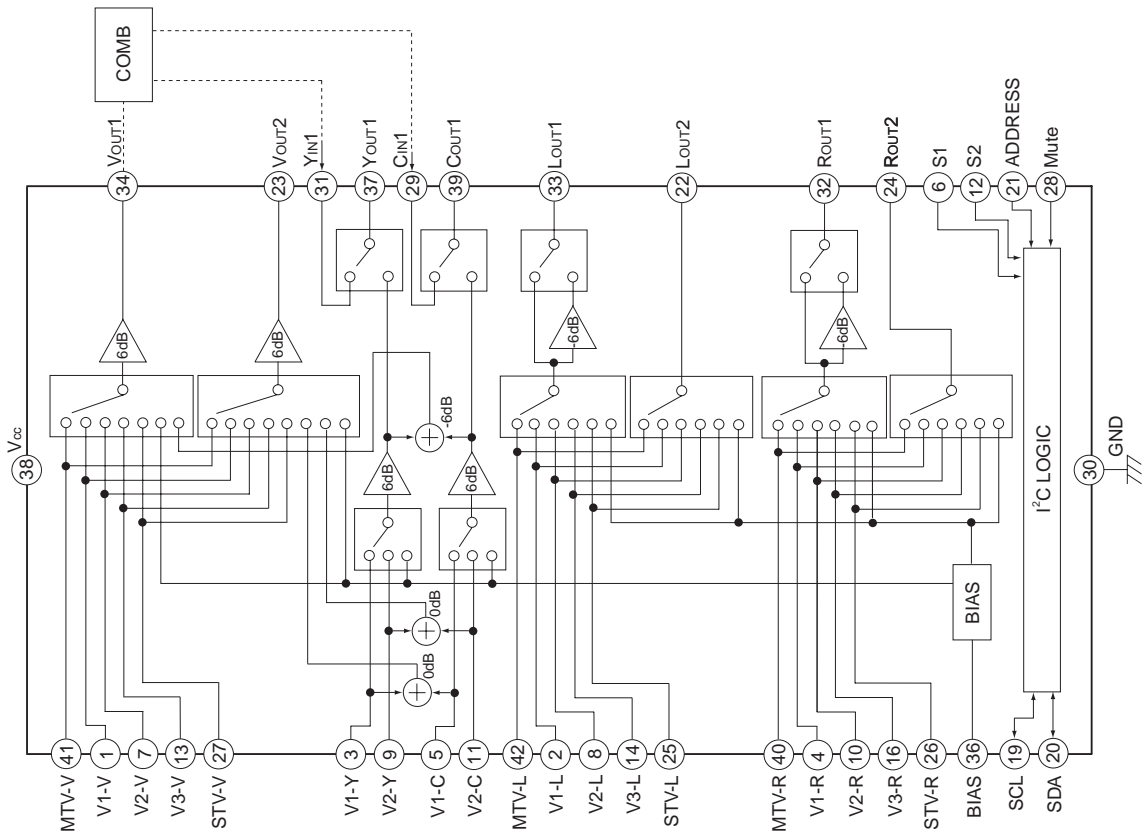 COMB
VOUT1
VOUT2
YIN1
YOUT1
CIN1
COUT1
LOUT1
LOUT2
ROUT1
ROUT2
S1
S2
ADDRESS
Mute
34
23
31
37
29
39
33
22
32
24
6
12
21
28
6dB
6dB
-6dB
-6dB
Vcc
38
6dB
6dB
-6dB
0dB
0dB
BIAS
I²C LOGIC
30
GND
41
1
7
13
27
3
9
5
11
42
2
8
14
25
40
4
10
16
26
36
19
20
MTV-V
V1-V
V2-V
V3-V
STV-V
V1-Y
V2-Y
V1-C
V2-C
MTV-L
V1-L
V2-L
V3-L
STV-L
MTV-R
V1-R
V2-R
V3-R
STV-R
BIAS
SCL
SDA